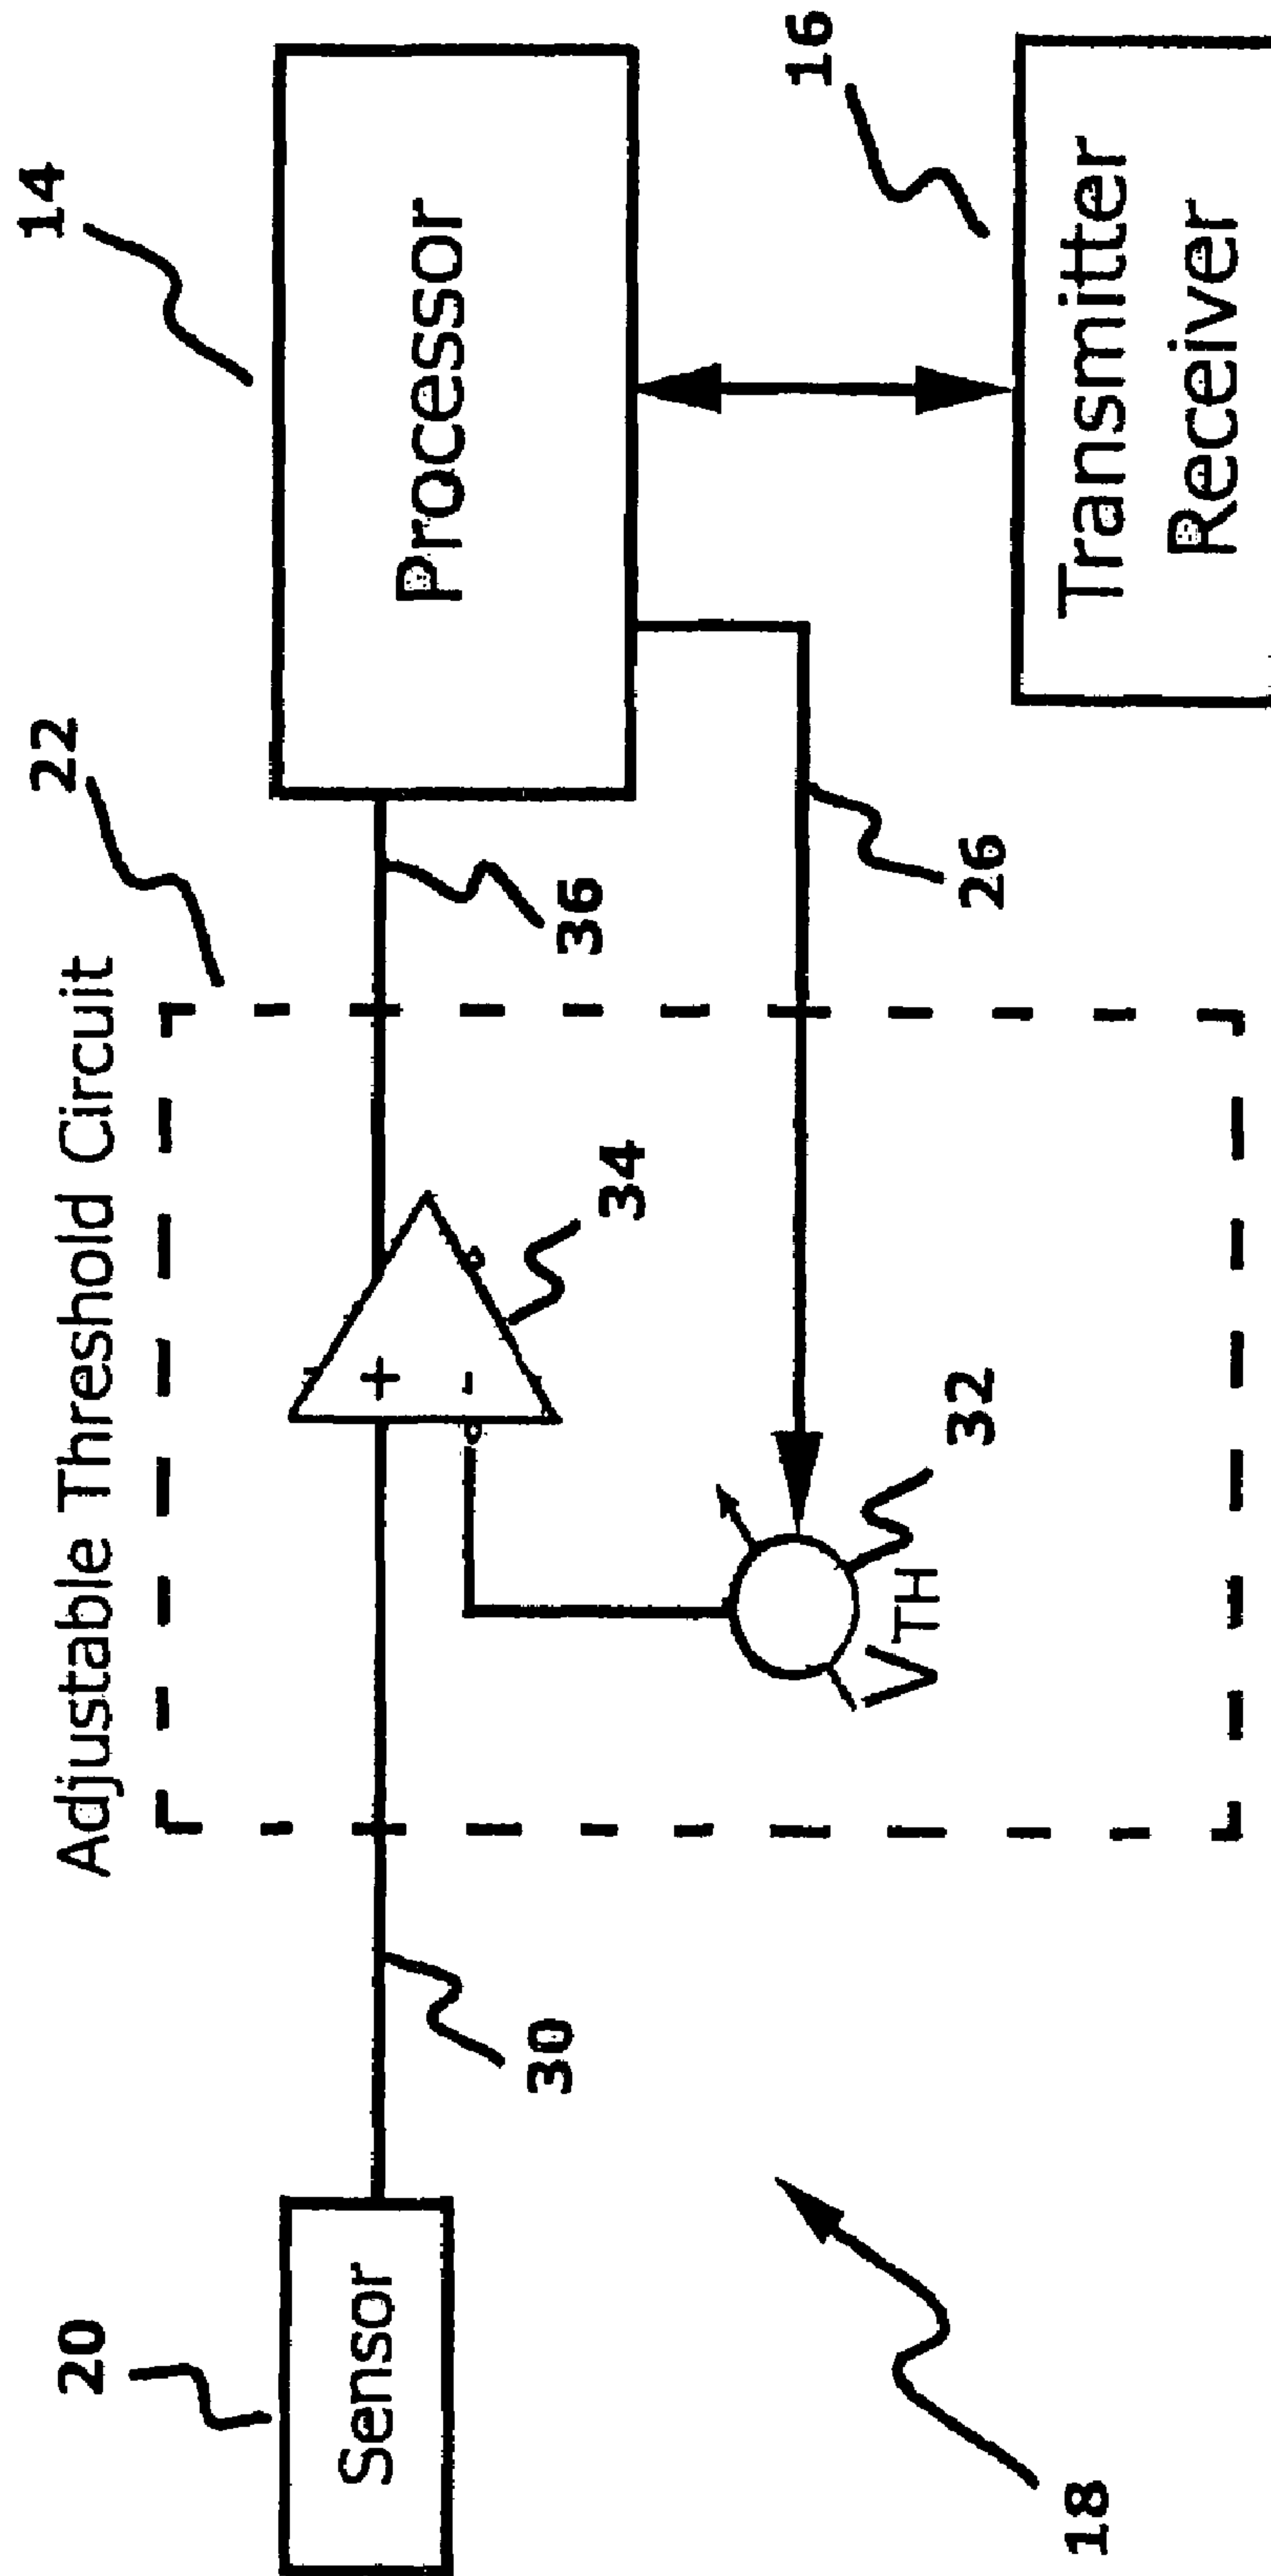 Adjustable Threshold Circuit
22
14
Processor
16
Transmitter
Receiver
20
Sensor
30
+
-
34
36
VTH
32
26
18